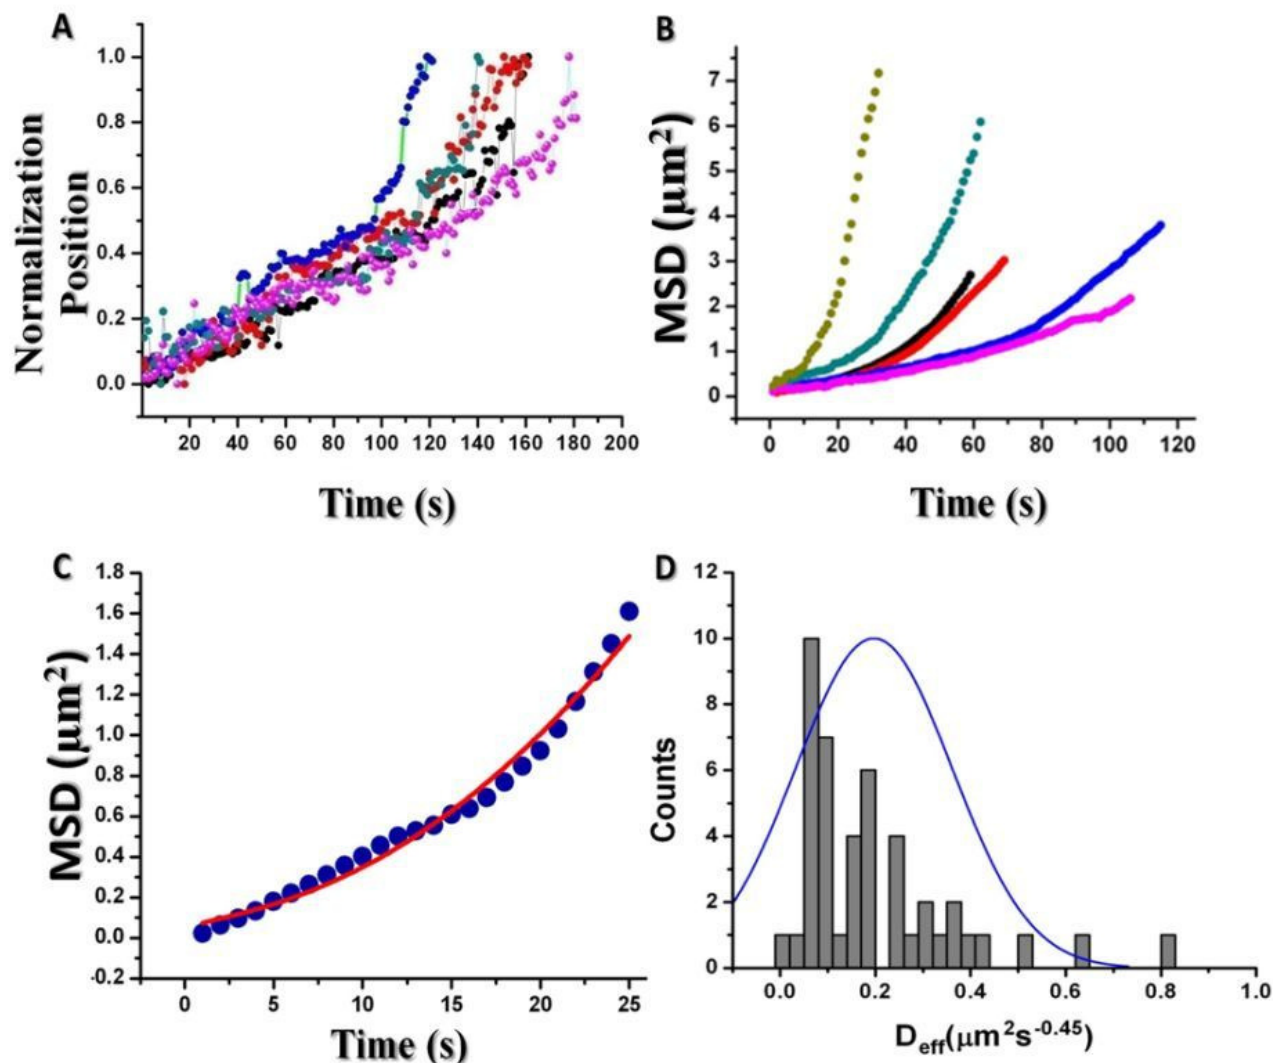 A
Normalization
Position
1.0
0.8
0.6
0.4
0.2
0.0
20 40 60 80 100 120 140 160 180 200
Time (s)
B
MSD (μm²)
7
6
5
4
3
2
1
0
0 20 40 60 80 100 120
Time (s)
C
MSD (μm²)
1.8
1.6
1.4
1.2
1.0
0.8
0.6
0.4
0.2
0.0
-0.2
0 5 10 15 20 25
Time (s)
D
Counts
12
10
8
6
4
2
0
0.0 0.2 0.4 0.6 0.8 1.0
D_eff(μm²s^-0.45)